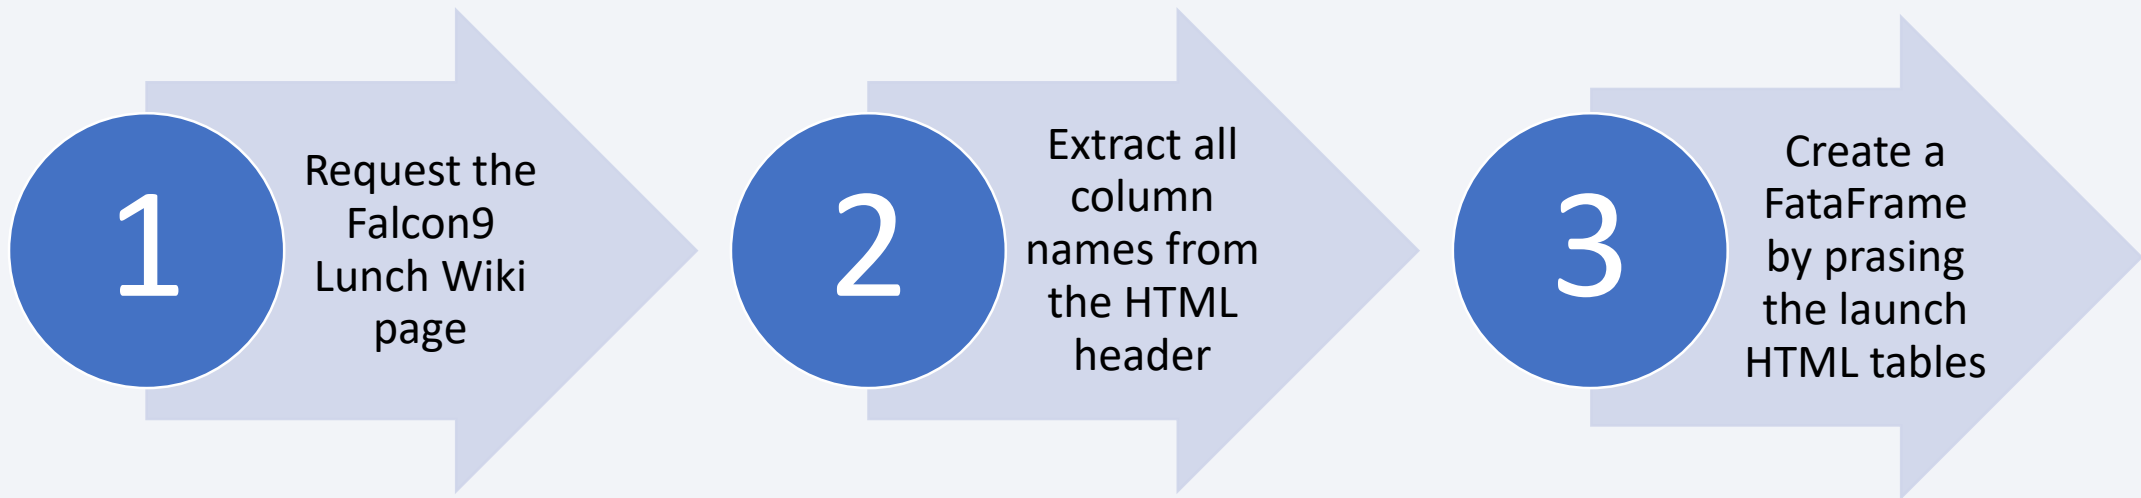 1
Request the
Falcon9
Lunch Wiki
page
2
Extract all
column
names from
the HTML
header
3
Create a
FataFrame
by prasing
the launch
HTML tables